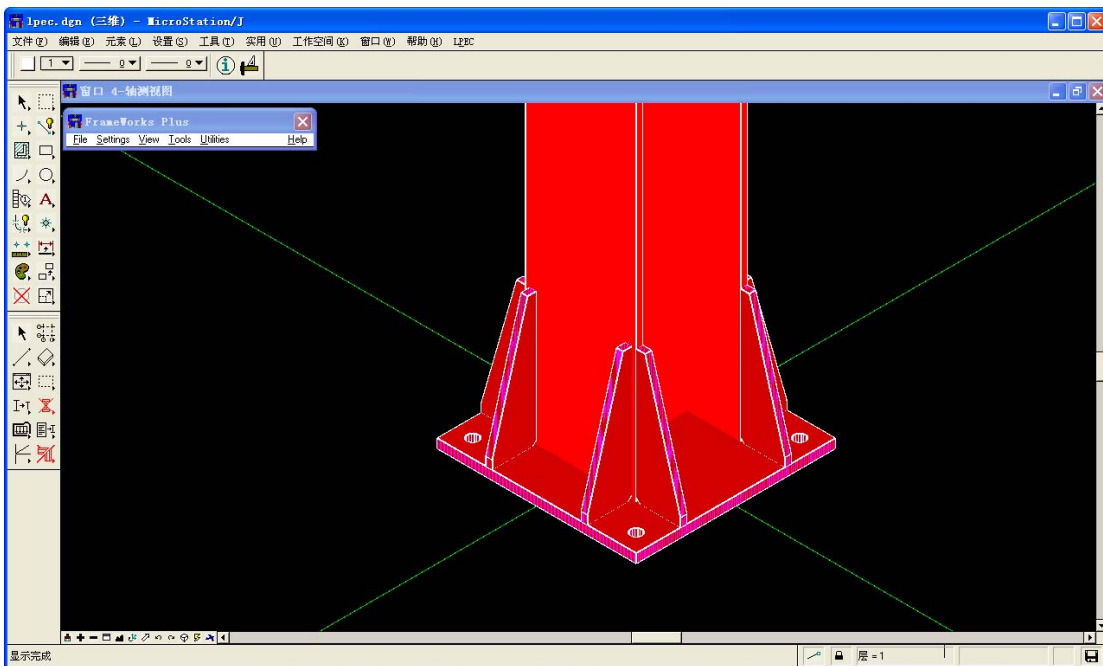 lpec.dgn (三维) - MicroStation/J
文件(F) 编辑(E) 元素(L) 设置(S) 工具(T) 实用(U) 工作空间(K) 窗口(W) 帮助(H) LPEC
1 0 0
窗口 4-轴测视图
FrameWorks Plus
File Settings View Tools Utilities Help
显示完成 层=1